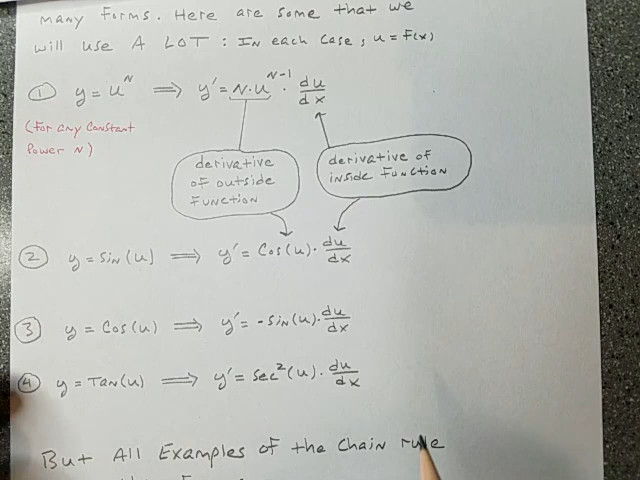 many Forms. Here are some that we
will use A LOT : In each case, u = F(x)
① y = u^N ⟹ y' = N·u^(N-1) · du/dx
(For any constant
Power N)
derivative
of outside
Function
derivative of
inside Function
② y = sin(u) ⟹ y' = Cos(u) · du/dx
③ y = Cos(u) ⟹ y' = -sin(u) · du/dx
④ y = Tan(u) ⟹ y' = sec²(u) · du/dx
But All Examples of the Chain rule